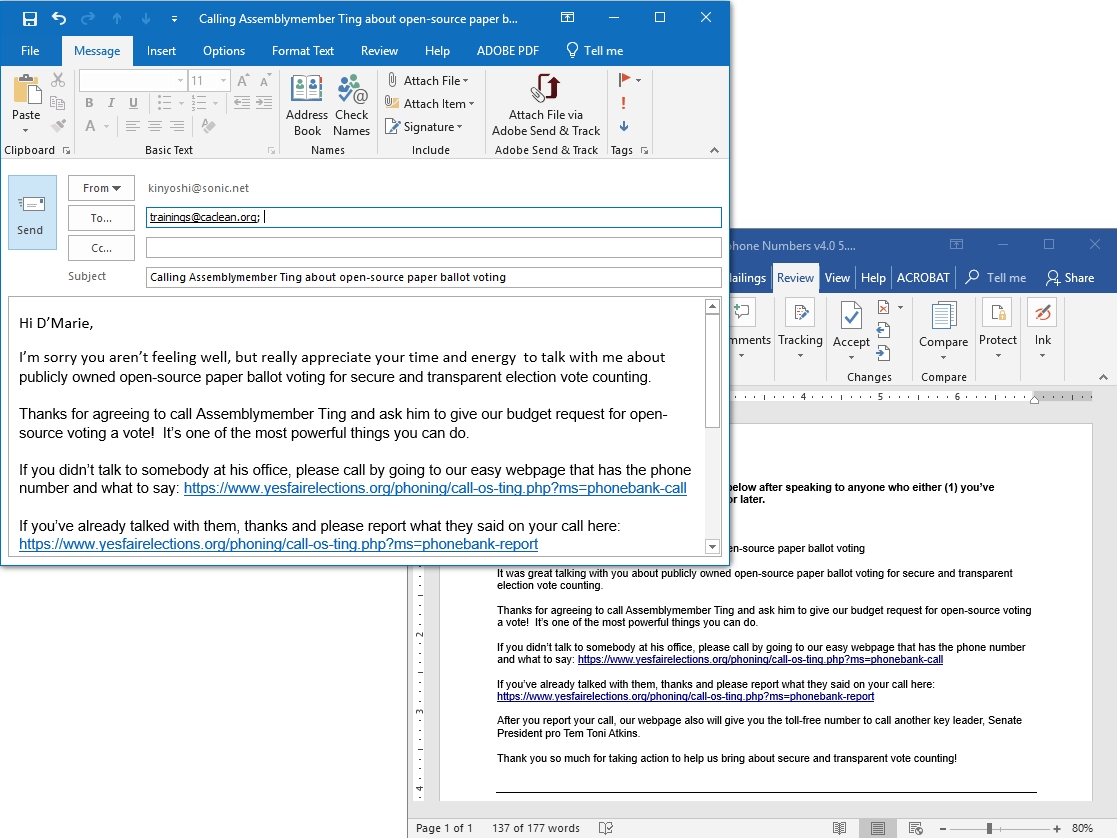 Calling Assemblymember Ting about open-source paper b...
File Message Insert Options Format Text Review Help ADOBE PDF Tell me
Paste
Clipboard
11
B I U
A
Basic Text
Address Book
Check Names
Names
Attach File
Attach Item
Signature
Include
Attach File via Adobe Send & Track
Adobe Send & Track
Tags
Send
From kinyoshi@sonic.net
To... trainings@caclean.org;
Cc...
Subject Calling Assemblymember Ting about open-source paper ballot voting
Hi D’Marie,
I’m sorry you aren’t feeling well, but really appreciate your time and energy  to talk with me about
publicly owned open-source paper ballot voting for secure and transparent election vote counting.
Thanks for agreeing to call Assemblymember Ting and ask him to give our budget request for open-
source voting a vote!  It’s one of the most powerful things you can do.
If you didn’t talk to somebody at his office, please call by going to our easy webpage that has the phone
number and what to say: https://www.yesfairelections.org/phoning/call-os-ting.php?ms=phonebank-call
If you’ve already talked with them, thanks and please report what they said on your call here:
https://www.yesfairelections.org/phoning/call-os-ting.php?ms=phonebank-report
phone Numbers v4.0 5....
ailings Review View Help ACROBAT Tell me Share
mments
Tracking
Accept
Changes
Compare
Compare
Protect
Ink
4 5 6
elow after speaking to anyone who either (1) you’ve
or later.
en-source paper ballot voting
It was great talking with you about publicly owned open-source paper ballot voting for secure and transparent
election vote counting.
Thanks for agreeing to call Assemblymember Ting and ask him to give our budget request for open-source voting
a vote!  It’s one of the most powerful things you can do.
If you didn’t talk to somebody at his office, please call by going to our easy webpage that has the phone number
and what to say: https://www.yesfairelections.org/phoning/call-os-ting.php?ms=phonebank-call
If you’ve already talked with them, thanks and please report what they said on your call here:
https://www.yesfairelections.org/phoning/call-os-ting.php?ms=phonebank-report
After you report your call, our webpage also will give you the toll-free number to call another key leader, Senate
President pro Tem Toni Atkins.
Thank you so much for taking action to help us bring about secure and transparent vote counting!
2
3
4
Page 1 of 1 137 of 177 words 80%